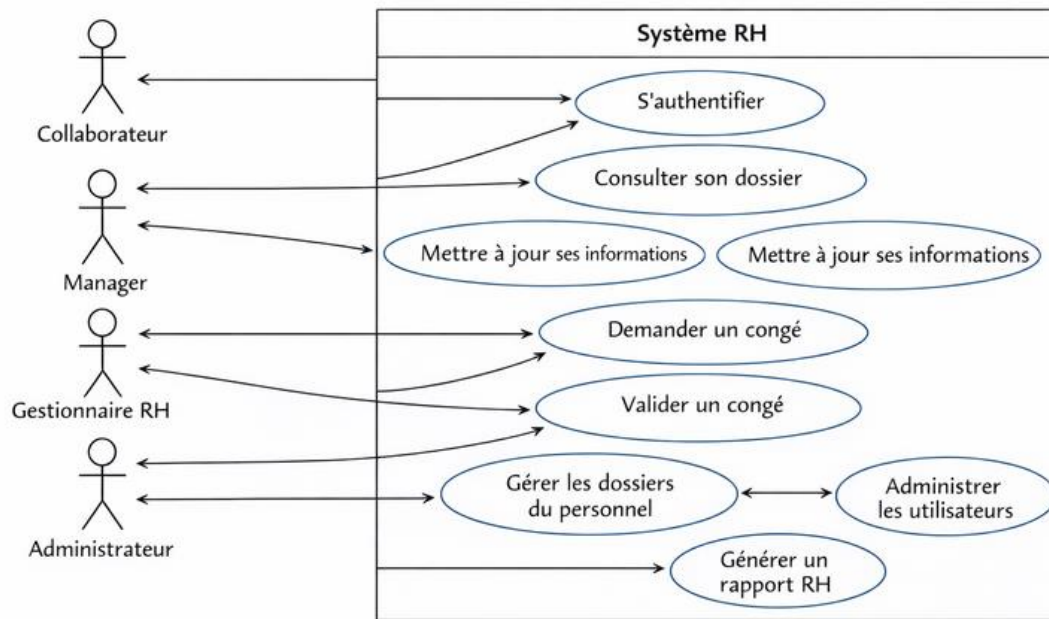 Système RH
Collaborateur
S'authentifier
Consulter son dossier
Manager
Mettre à jour ses informations
Mettre à jour ses informations
Demander un congé
Gestionnaire RH
Valider un congé
Administrateur
Gérer les dossiers
du personnel
Administrer
les utilisateurs
Générer un
rapport RH